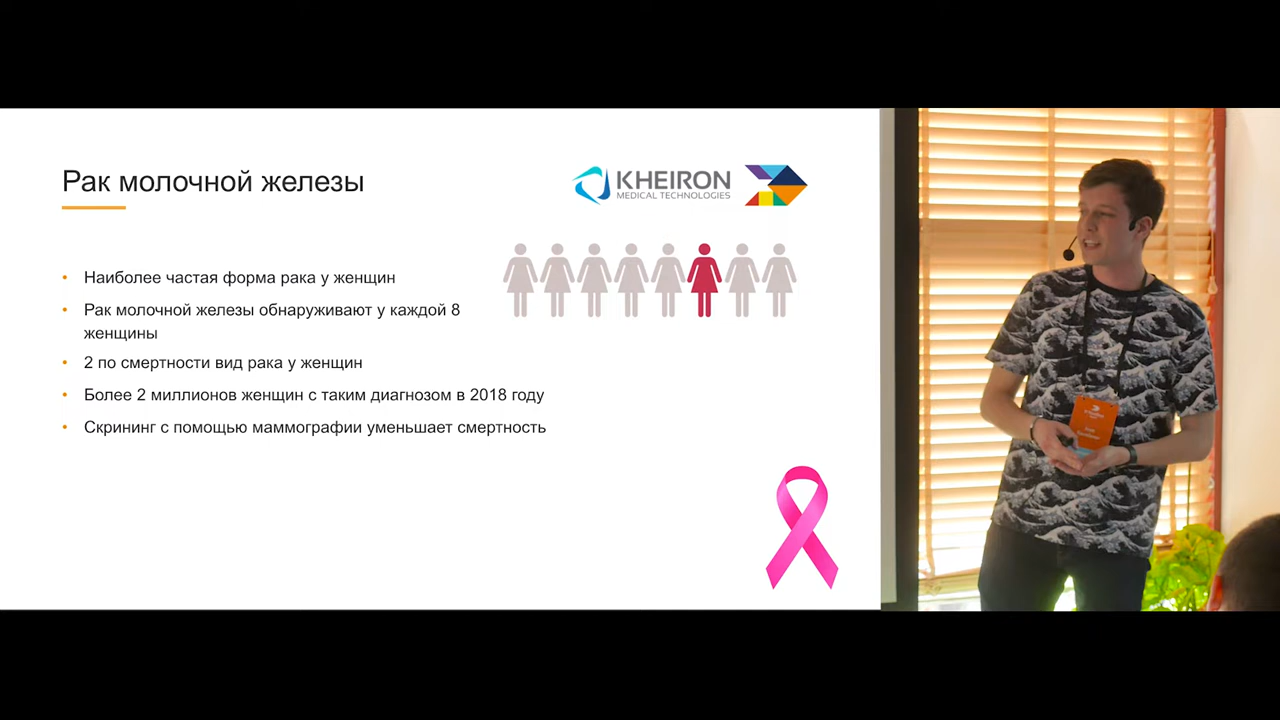 Рак молочной железы
KHEIRON
MEDICAL TECHNOLOGIES
Наиболее частая форма рака у женщин
Рак молочной железы обнаруживают у каждой 8
женщины
2 по смертности вид рака у женщин
Более 2 миллионов женщин с таким диагнозом в 2018 году
Скрининг с помощью маммографии уменьшает смертность